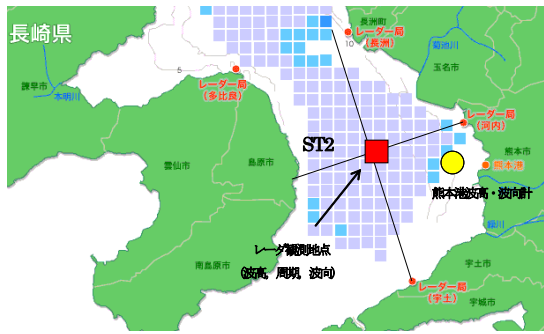 長崎県
長洲町
レーダー局
(長洲)
10
菊池川
玉名市
5
レーダー局
(多比良)
諫早市
本明川
レーダー局
(河内)
ST2
熊本市
熊本港
雲仙市
島原市
熊本港波高・波向計
緑川
レーダ観測地点
(波高, 周期, 波向)
南島原市
宇土市
レーダー局
(宇土)
宇城市